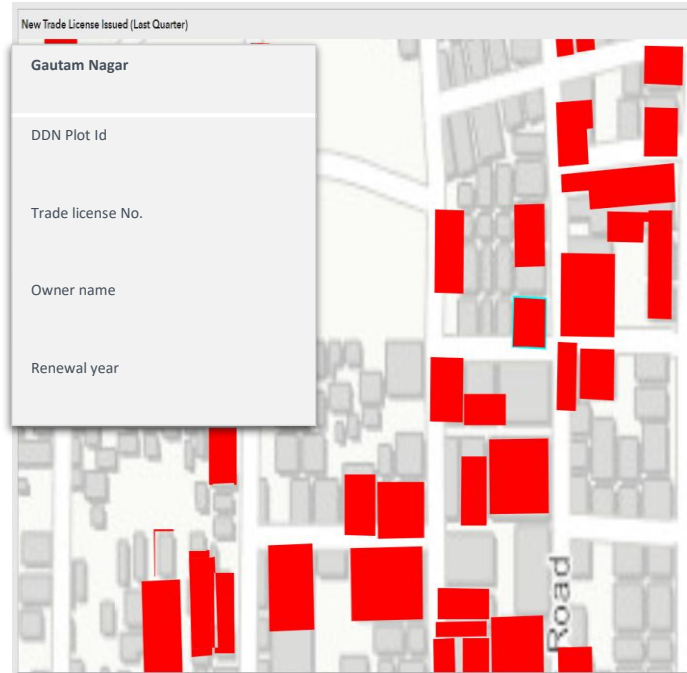 New Trade License Issued (Last Quarter)
Gautam Nagar
DDN Plot Id
Trade license No.
Owner name
Renewal year
Road